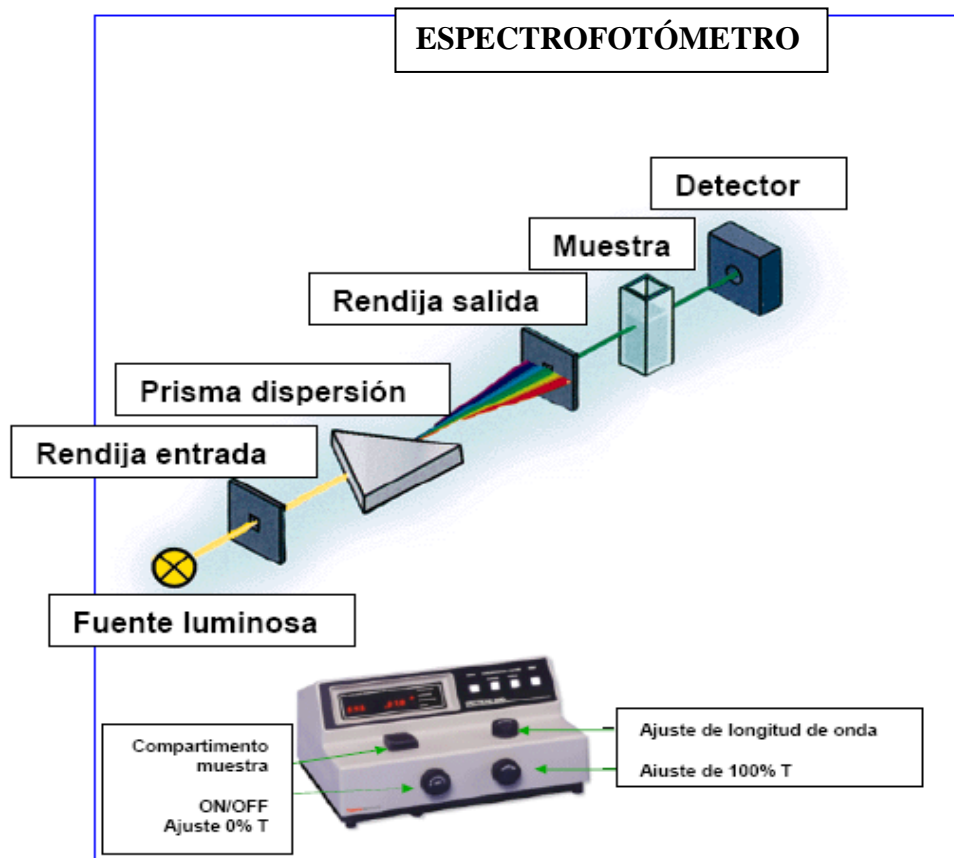 ESPECTROFOTÓMETRO
Detector
Muestra
Rendija salida
Prisma dispersión
Rendija entrada
Fuente luminosa
Compartimento
muestra
ON/OFF
Ajuste 0% T
Ajuste de longitud de onda
Aiuste de 100% T